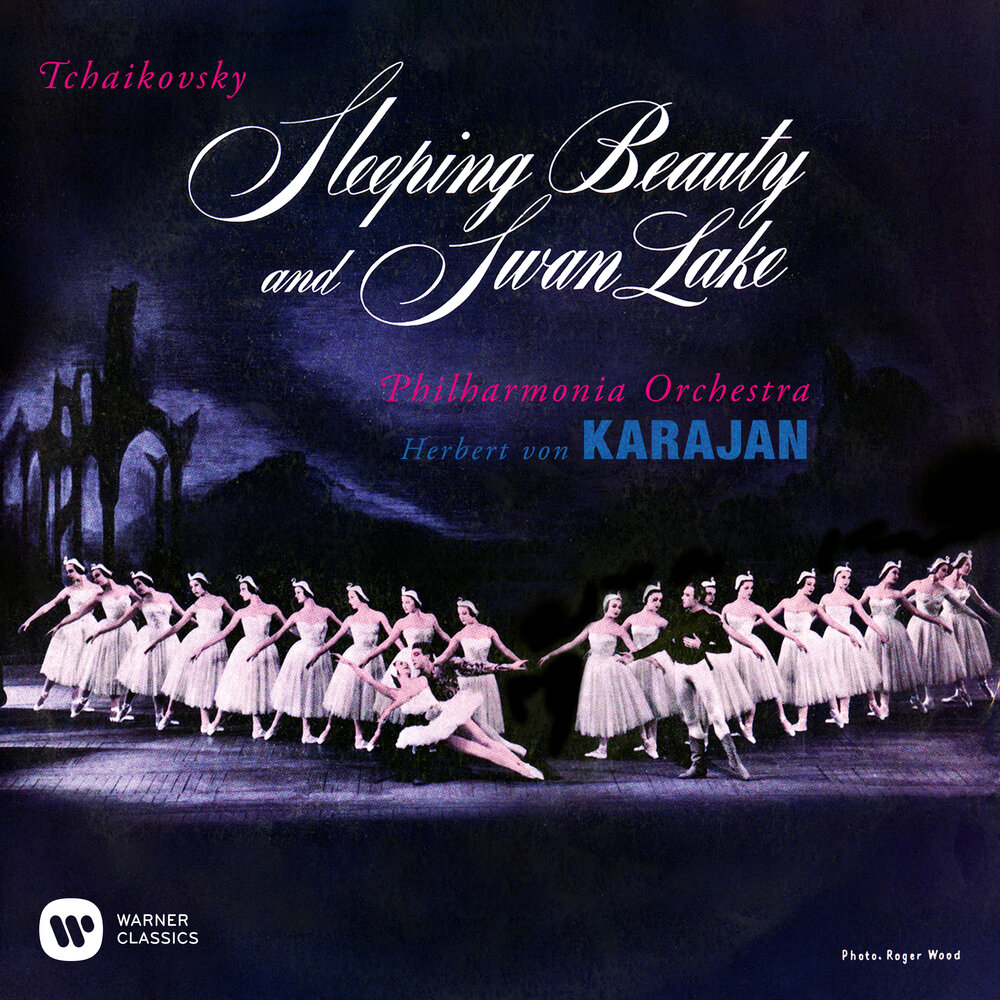 Tchaikovsky
Sleeping Beauty
and Swan Lake
Philharmonia Orchestra
Herbert von KARAJAN
WARNER
CLASSICS
Photo. Roger Wood